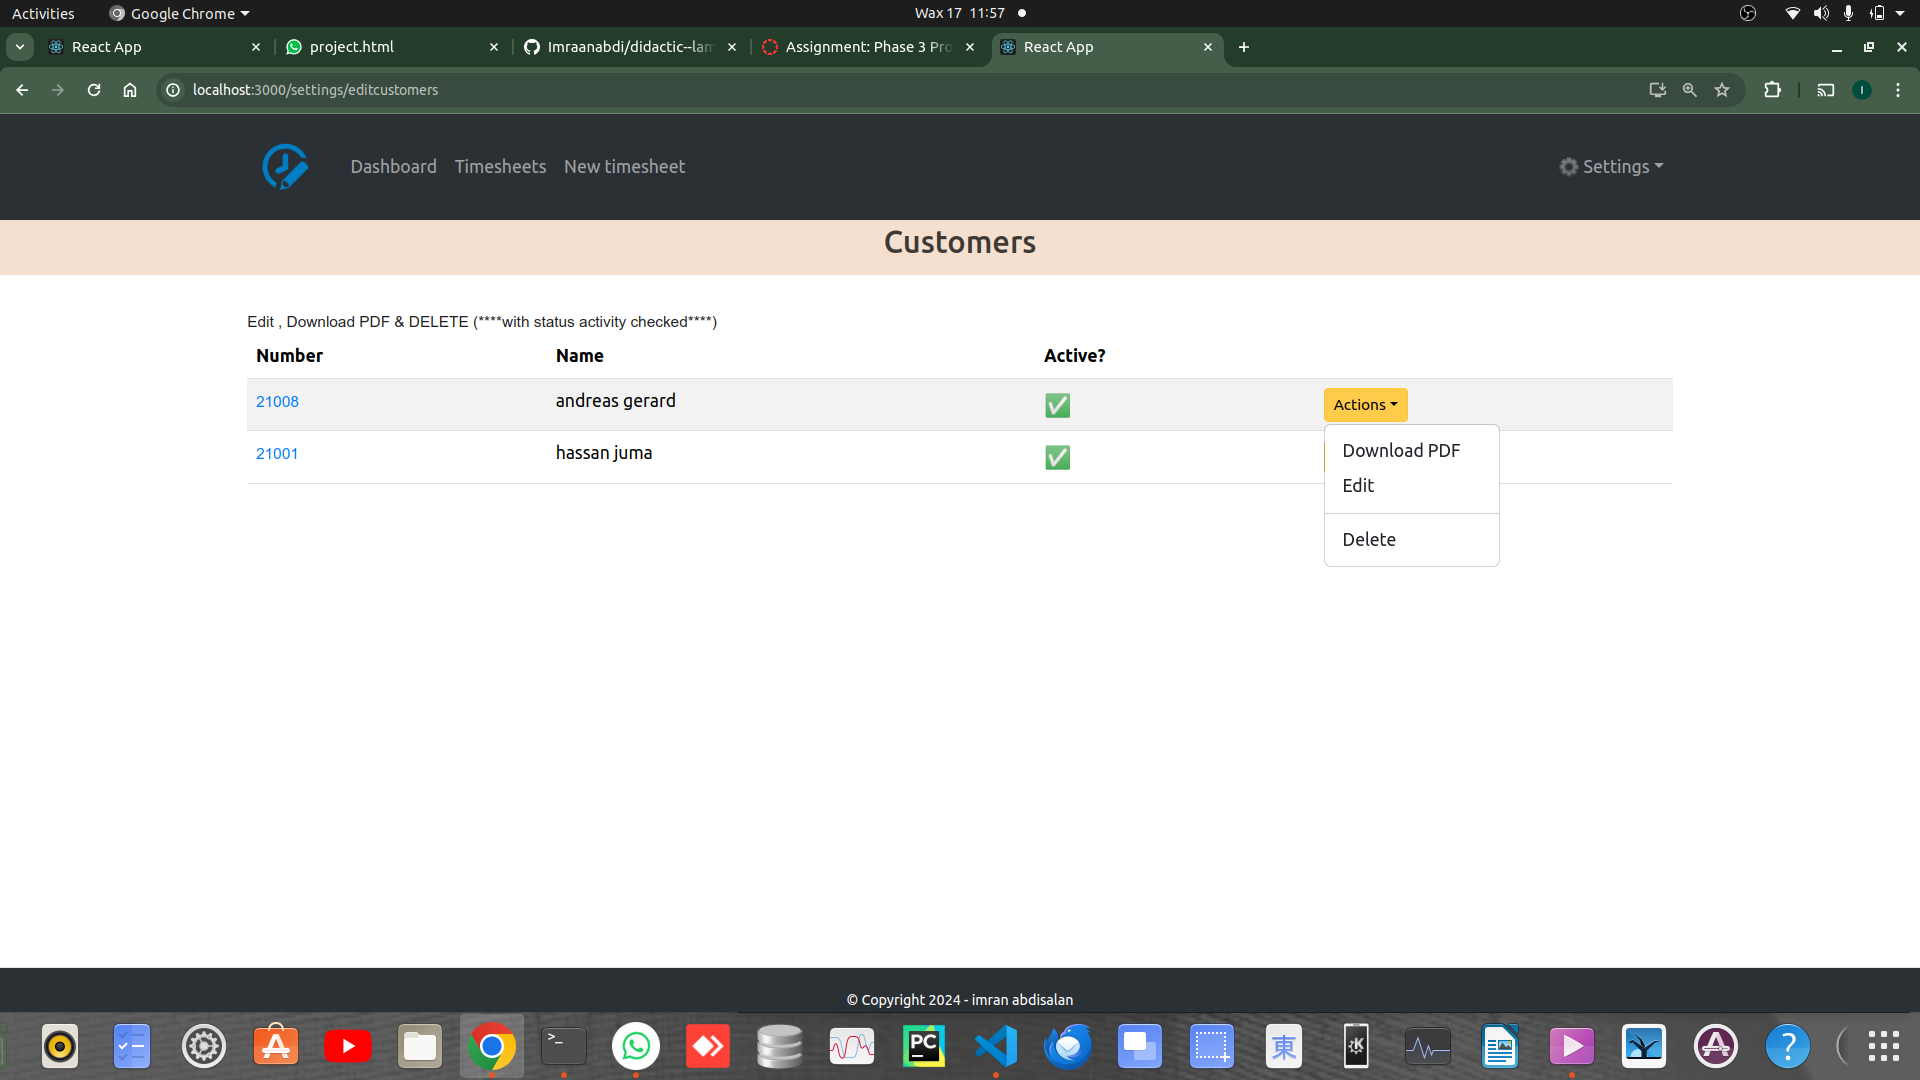 Activities
Google Chrome
Wax 17 11:57
React App
project.html
Imraanabdi/didactic--lam
Assignment: Phase 3 Pro
React App
localhost:3000/settings/editcustomers
I
Dashboard
Timesheets
New timesheet
Settings
Customers
Edit , Download PDF & DELETE (****with status activity checked****)
Number Name Active?
21008 andreas gerard
Actions
21001 hassan juma
Download PDF
Edit
Delete
© Copyright 2024 - imran abdisalan
>_
PC
東
K
A
?